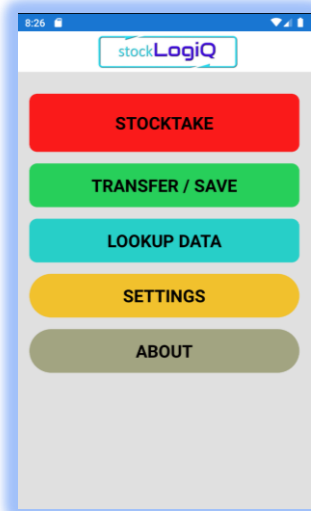 8:26
stockLogiQ
STOCKTAKE
TRANSFER / SAVE
LOOKUP DATA
SETTINGS
ABOUT